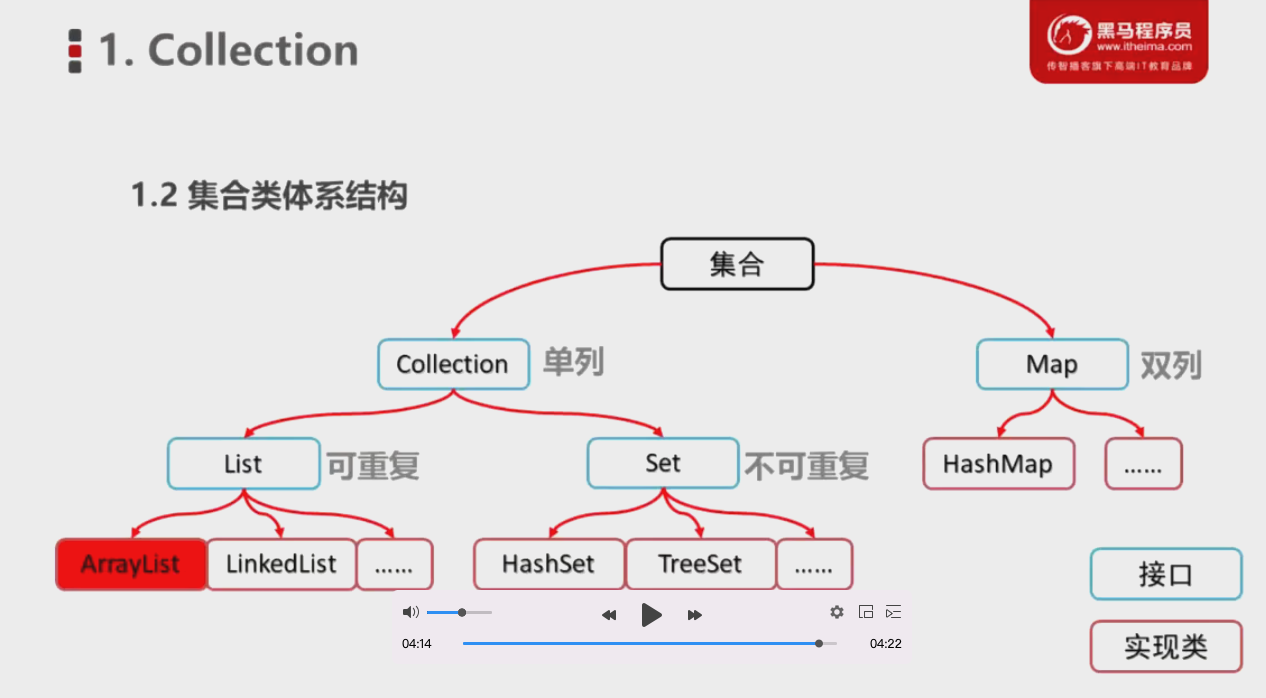 1. Collection
黑马程序员
www.itheima.com
传智播客旗下高端IT教育品牌
1.2 集合类体系结构
集合
Collection 单列
Map 双列
List 可重复
Set 不可重复
HashMap
......
ArrayList
LinkedList
......
HashSet
TreeSet
......
接口
实现类
04:14
04:22